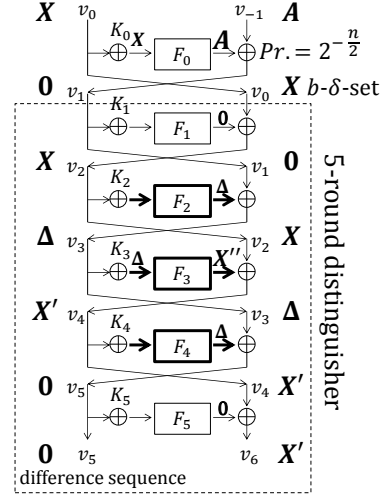 X v₀ v₋₁ A
K₀ X F₀ A Pr. = 2^{-n/2}
0 v₁ v₀ X b-δ-set
K₁ F₁ 0
X v₂ v₁ 0
K₂ F₂ Δ
Δ v₃ v₂ X
K₃ Δ F₃ X''
X' v₄ v₃ Δ
K₄ F₄ Δ
0 v₅ v₄ X'
K₅ F₅ 0
0 v₅ v₆ X'
difference sequence
5-round distinguisher